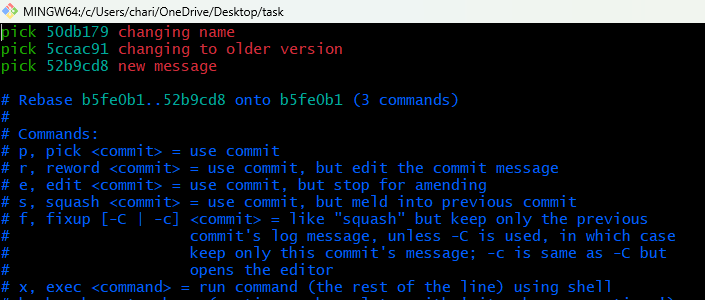 MINGW64:/c/Users/chari/OneDrive/Desktop/task
pick 50db179 changing name
pick 5ccac91 changing to older version
pick 52b9cd8 new message
# Rebase b5fe0b1..52b9cd8 onto b5fe0b1 (3 commands)
#
# Commands:
# p, pick <commit> = use commit
# r, reword <commit> = use commit, but edit the commit message
# e, edit <commit> = use commit, but stop for amending
# s, squash <commit> = use commit, but meld into previous commit
# f, fixup [-C | -c] <commit> = like "squash" but keep only the previous
#                    commit's log message, unless -C is used, in which case
#                    keep only this commit's message; -c is same as -C but
#                    opens the editor
# x, exec <command> = run command (the rest of the line) using shell